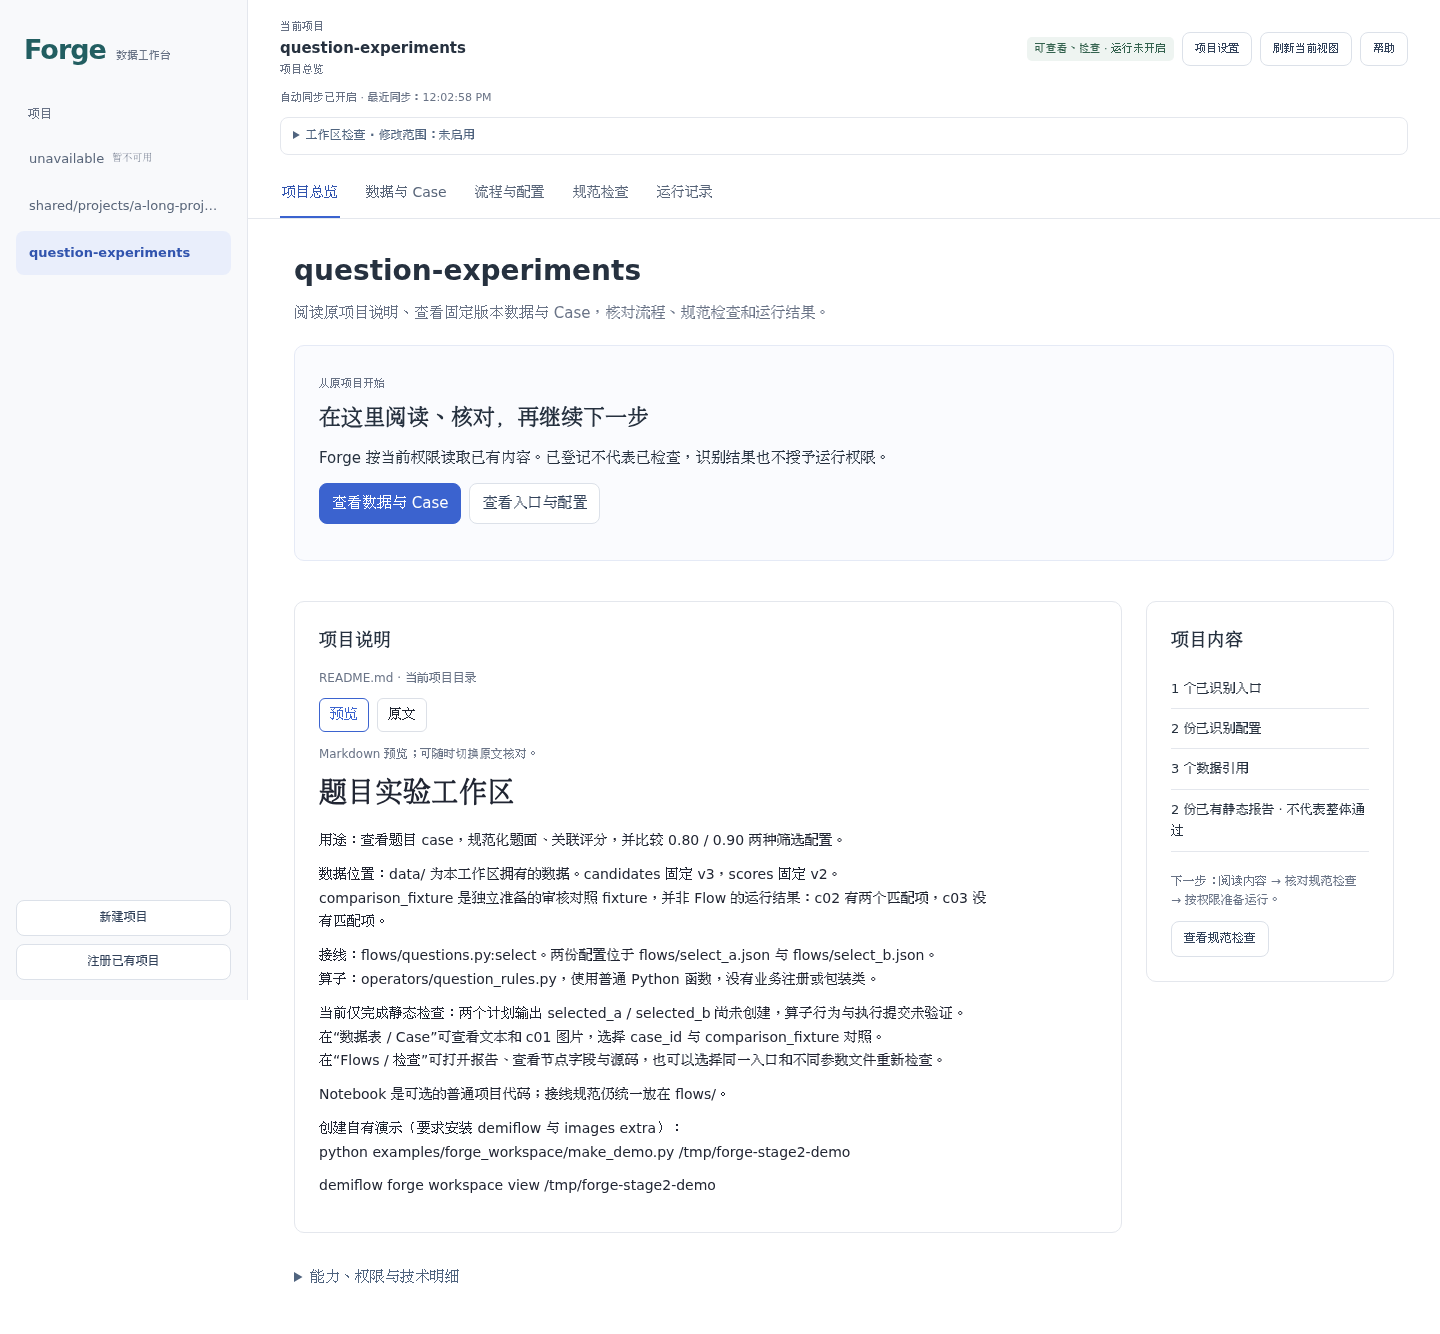 Forge 数据工作台
项目
unavailable 暂不可用
shared/projects/a-long-proj…
question-experiments
新建项目
注册已有项目
当前项目
question-experiments
项目总览
可查看、检查 · 运行未开启
项目设置
刷新当前视图
帮助
自动同步已开启 · 最近同步：12:02:58 PM
▶ 工作区检查 · 修改范围：未启用
项目总览 数据与 Case 流程与配置 规范检查 运行记录
question-experiments
阅读原项目说明、查看固定版本数据与 Case，核对流程、规范检查和运行结果。
从原项目开始
在这里阅读、核对，再继续下一步
Forge 按当前权限读取已有内容。已登记不代表已检查，识别结果也不授予运行权限。
查看数据与 Case
查看入口与配置
项目说明
README.md · 当前项目目录
预览 原文
Markdown 预览；可随时切换原文核对。
题目实验工作区
用途：查看题目 case，规范化题面、关联评分，并比较 0.80 / 0.90 两种筛选配置。
数据位置：data/ 为本工作区拥有的数据。candidates 固定 v3，scores 固定 v2。
comparison_fixture 是独立准备的审核对照 fixture，并非 Flow 的运行结果：c02 有两个匹配项，c03 没
有匹配项。
接线：flows/questions.py:select。两份配置位于 flows/select_a.json 与 flows/select_b.json。
算子：operators/question_rules.py，使用普通 Python 函数，没有业务注册或包装类。
当前仅完成静态检查：两个计划输出 selected_a / selected_b 尚未创建，算子行为与执行提交未验证。
在“数据表 / Case”可查看文本和 c01 图片，选择 case_id 与 comparison_fixture 对照。
在“Flows / 检查”可打开报告、查看节点字段与源码，也可以选择同一入口和不同参数文件重新检查。
Notebook 是可选的普通项目代码；接线规范仍统一放在 flows/。
创建自有演示（要求安装 demiflow 与 images extra）：
python examples/forge_workspace/make_demo.py /tmp/forge-stage2-demo
demiflow forge workspace view /tmp/forge-stage2-demo
项目内容
1 个已识别入口
2 份已识别配置
3 个数据引用
2 份已有静态报告 · 不代表整体通
过
下一步：阅读内容 → 核对规范检查
→ 按权限准备运行。
查看规范检查
▶ 能力、权限与技术明细